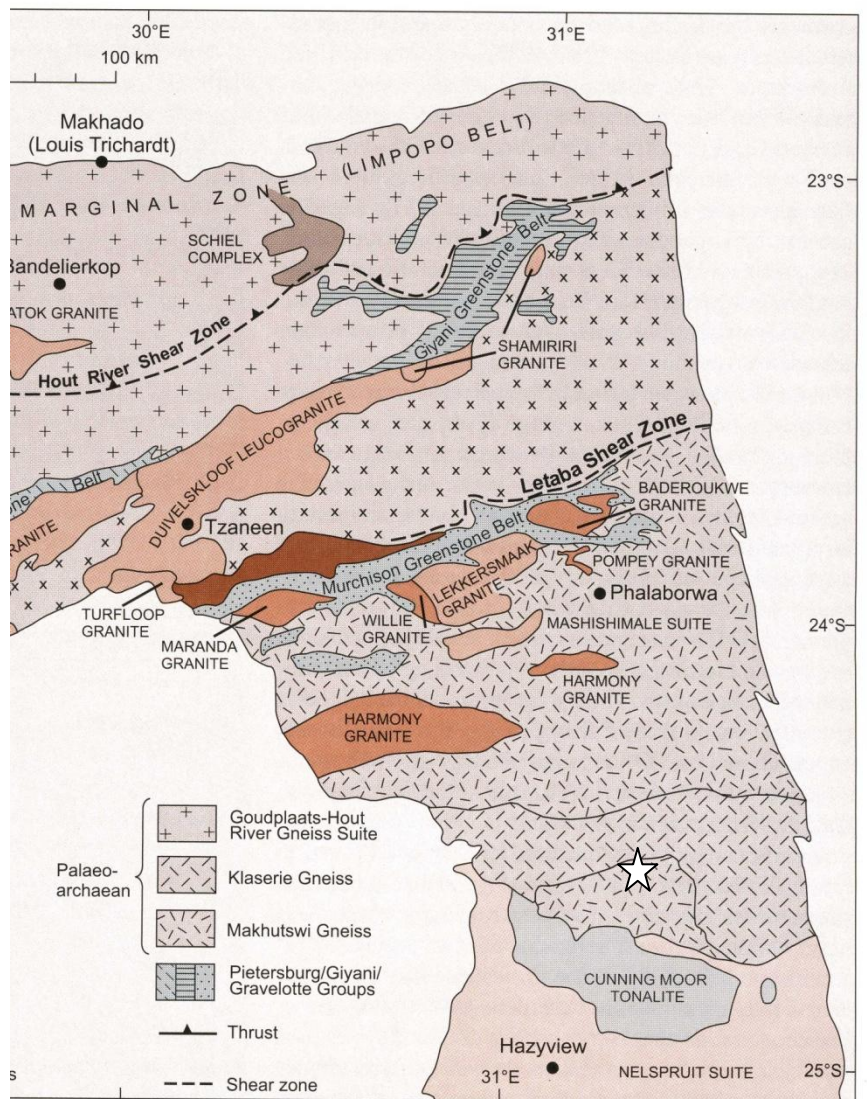 30°E
31°E
100 km
Makhado
(Louis Trichardt)
MARGINAL ZONE (LIMPOPO BELT)
23°S
SCHIEL
COMPLEX
Bandelierkop
ATOK GRANITE
Hout River Shear Zone
Giyani Greenstone Belt
SHAMIRIRI
GRANITE
DUIVELSKLOOF LEUCOGRANITE
Letaba Shear Zone
one Belt
RANITE
Tzaneen
BADEROUKWE
GRANITE
Murchison Greenstone Belt
POMPEY GRANITE
LEKKERSMAAK
GRANITE
Phalaborwa
TURFLOOP
GRANITE
MARANDA
GRANITE
WILLIE
GRANITE
MASHISHIMALE SUITE
24°S
HARMONY
GRANITE
HARMONY
GRANITE
Palaeo-
archaean
Goudplaats-Hout
River Gneiss Suite
Klaserie Gneiss
Makhutswi Gneiss
Pietersburg/Giyani/
Gravelotte Groups
Thrust
Shear zone
CUNNING MOOR
TONALITE
Hazyview
NELSPRUIT SUITE
25°S
S
31°E